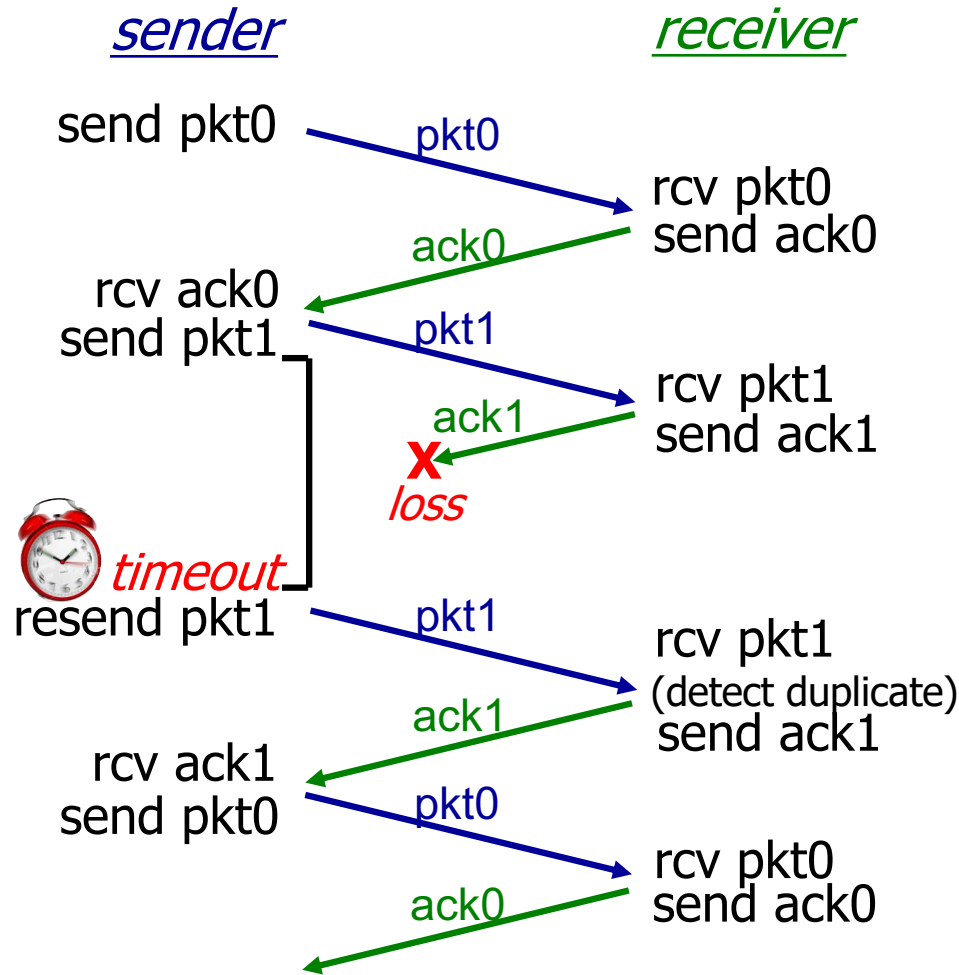 sender
receiver
send pkt0
pkt0
rcv pkt0
send ack0
ack0
rcv ack0
send pkt1
pkt1
rcv pkt1
send ack1
ack1
X
loss
timeout
resend pkt1
pkt1
rcv pkt1
(detect duplicate)
send ack1
ack1
rcv ack1
send pkt0
pkt0
rcv pkt0
send ack0
ack0